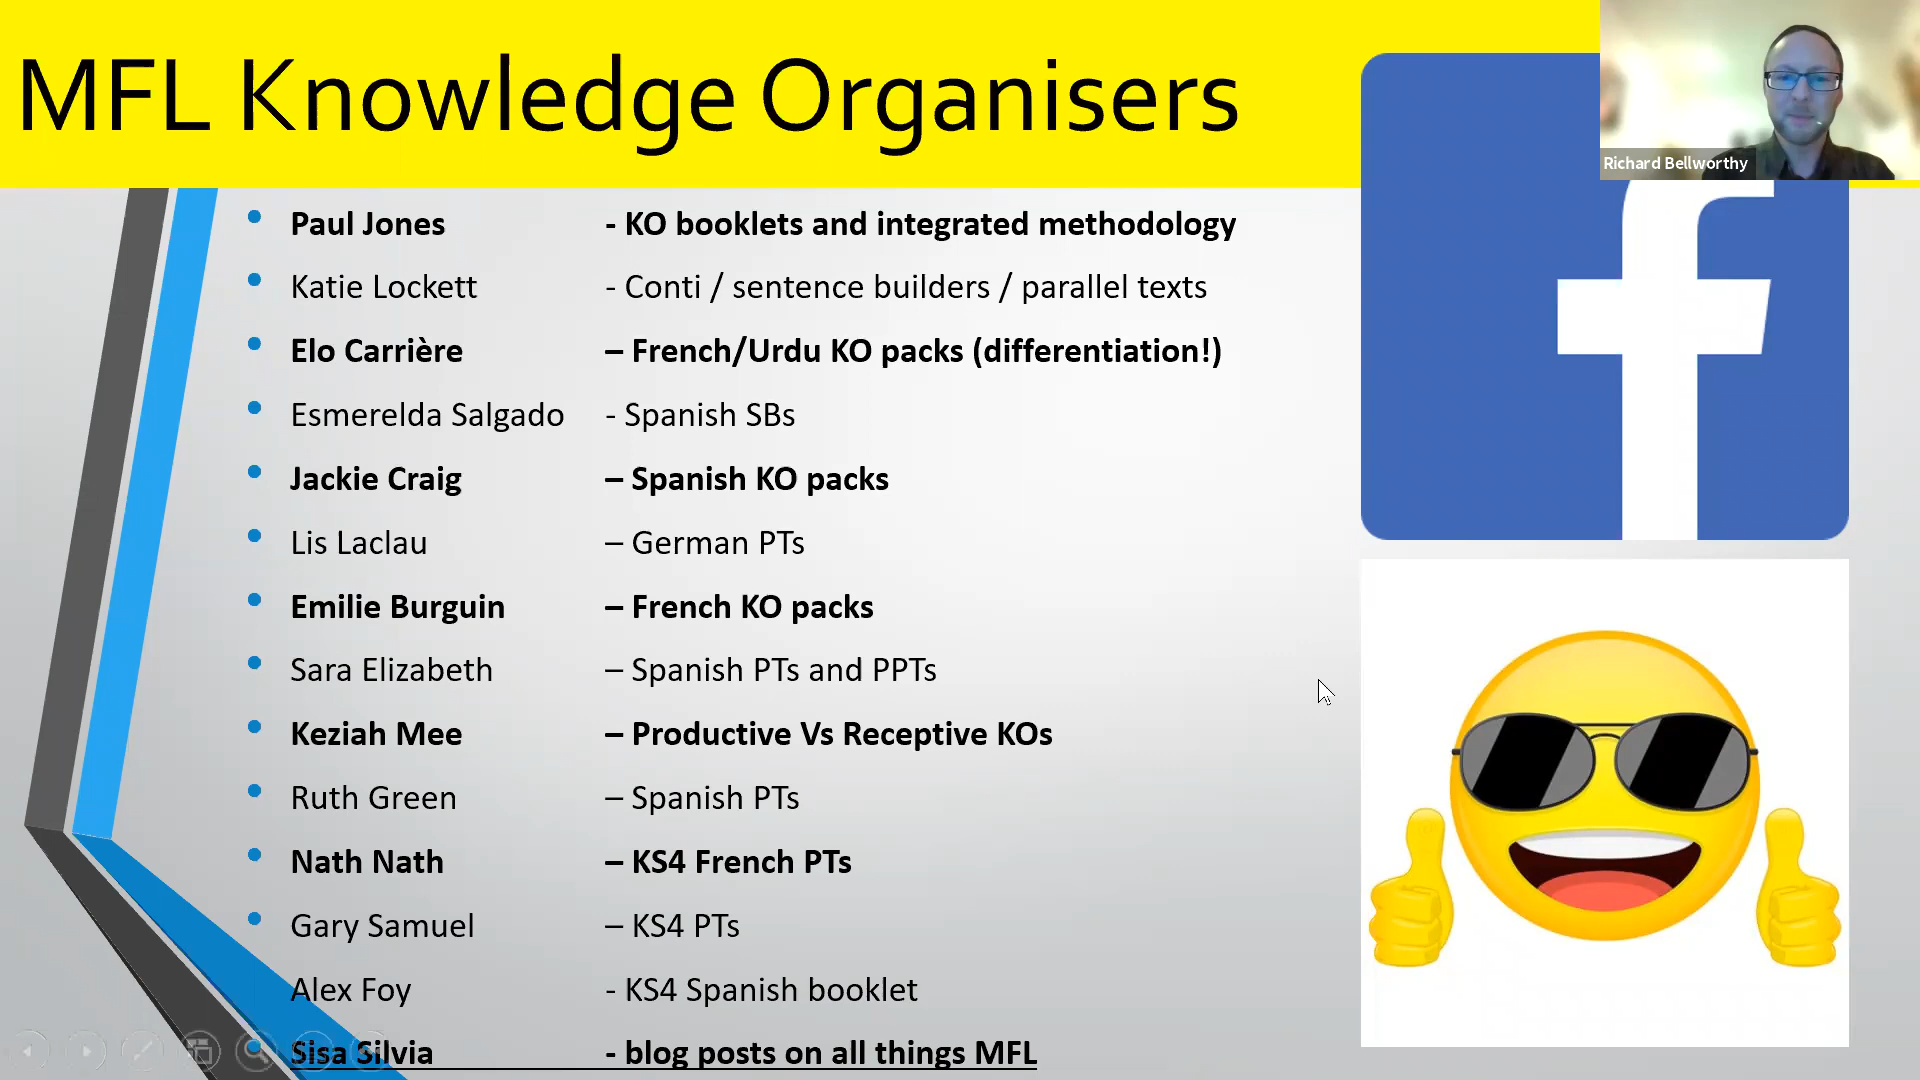 MFL Knowledge Organisers
Richard Bellworthy
Paul Jones - KO booklets and integrated methodology
Katie Lockett - Conti / sentence builders / parallel texts
Elo Carrière – French/Urdu KO packs (differentiation!)
Esmerelda Salgado - Spanish SBs
Jackie Craig – Spanish KO packs
Lis Laclau – German PTs
Emilie Burguin – French KO packs
Sara Elizabeth – Spanish PTs and PPTs
Keziah Mee – Productive Vs Receptive KOs
Ruth Green – Spanish PTs
Nath Nath – KS4 French PTs
Gary Samuel – KS4 PTs
Alex Foy - KS4 Spanish booklet
Sisa Silvia - blog posts on all things MFL